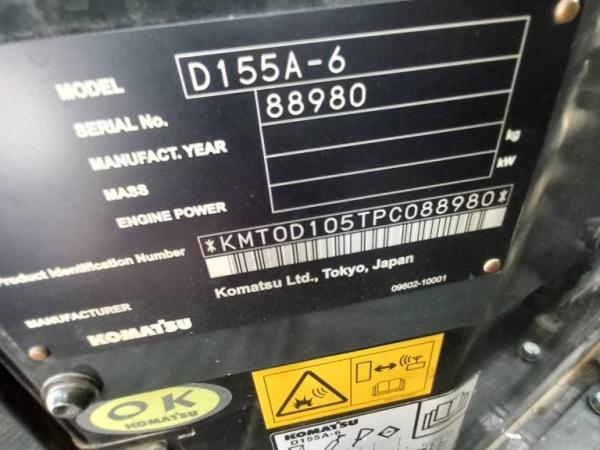 MODEL D155A-6
SERIAL No. 88980
MANUFACT. YEAR
MASS kg
ENGINE POWER kW
Product Identification Number *KMT0D105TPC088980*
MANUFACTURER Komatsu Ltd., Tokyo, Japan
KOMATSU 09602-10001
OK
KOMATSU
KOMATSU
D155A-6